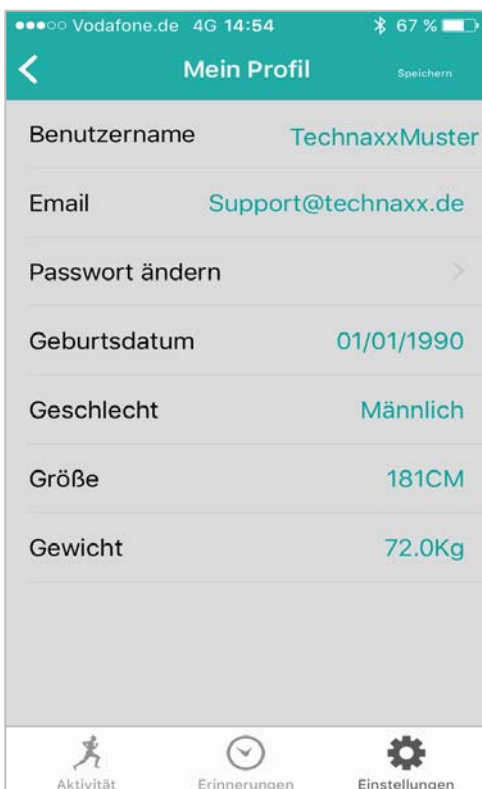 Vodafone.de 4G 14:54 67 %
Mein Profil Speichern
Benutzername TechnaxxMuster
Email Support@technaxx.de
Passwort ändern
Geburtsdatum 01/01/1990
Geschlecht Männlich
Größe 181CM
Gewicht 72.0Kg
Aktivität Erinnerungen Einstellungen